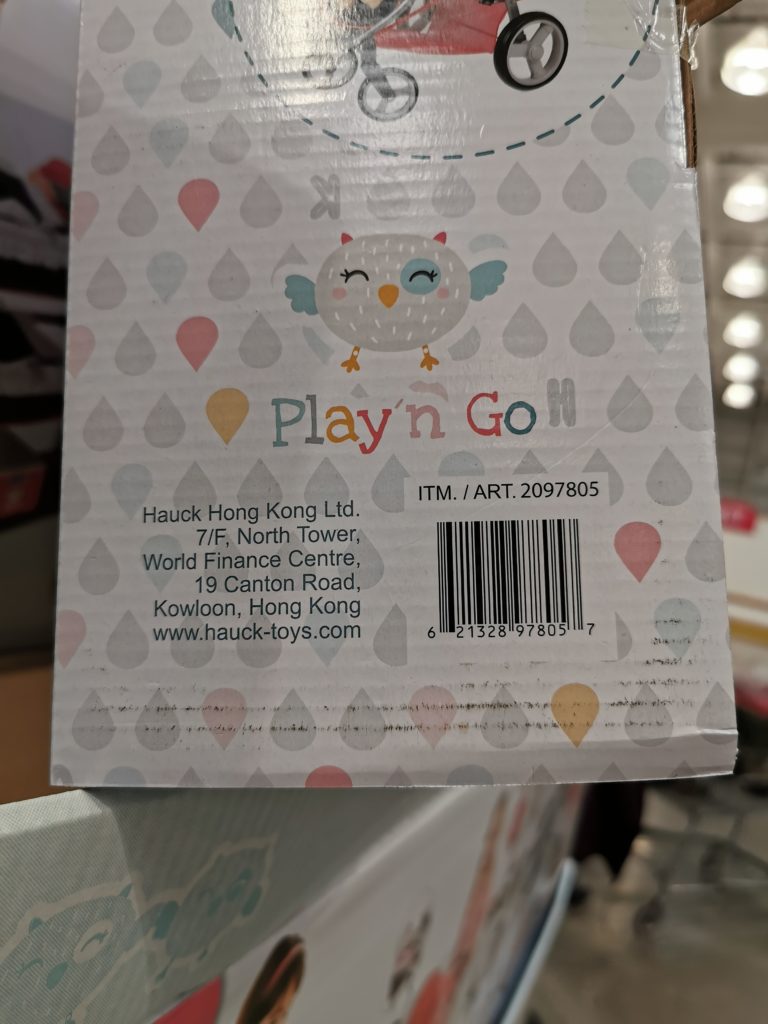 Play'n Go
ITM. / ART. 2097805
Hauck Hong Kong Ltd.
7/F, North Tower,
World Finance Centre,
19 Canton Road,
Kowloon, Hong Kong
www.hauck-toys.com
6 21328 97805 7